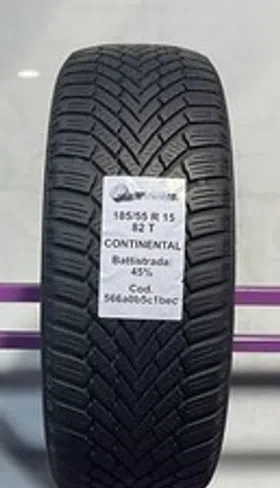 185/55 R 15
82 T
CONTINENTAL
Battistrada:
45%
Cod.
566a0b5c1bec